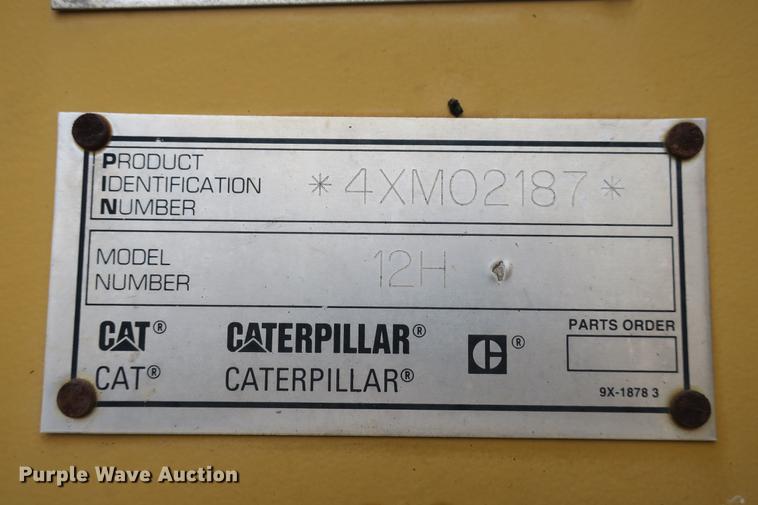 PRODUCT
IDENTIFICATION
NUMBER
*4XM02187*
MODEL
NUMBER
12H
CAT® CATERPILLAR® C®
CAT® CATERPILLAR®
PARTS ORDER
9X-1878 3
Purple Wave Auction